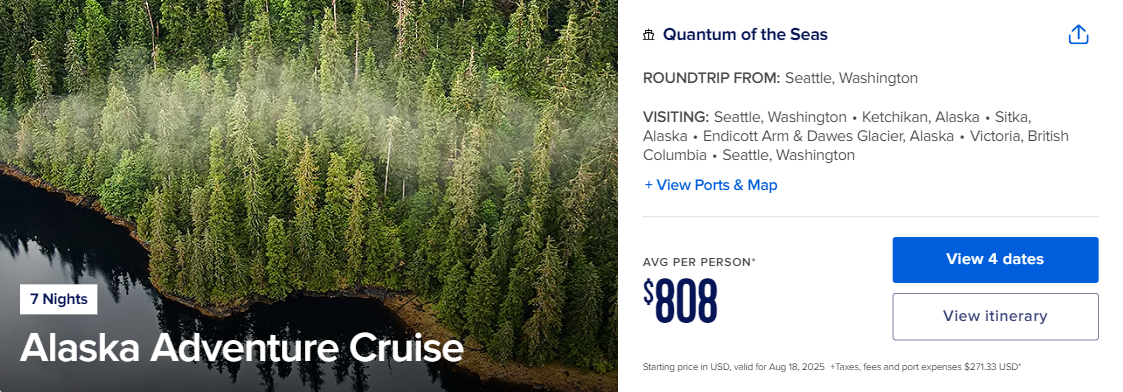 Quantum of the Seas
ROUNDTRIP FROM: Seattle, Washington
VISITING: Seattle, Washington • Ketchikan, Alaska • Sitka,
Alaska • Endicott Arm & Dawes Glacier, Alaska • Victoria, British
Columbia • Seattle, Washington
+ View Ports & Map
AVG PER PERSON*
$808
View 4 dates
View itinerary
Starting price in USD, valid for Aug 18, 2025 +Taxes, fees and port expenses $271.33 USD*
7 Nights
Alaska Adventure Cruise